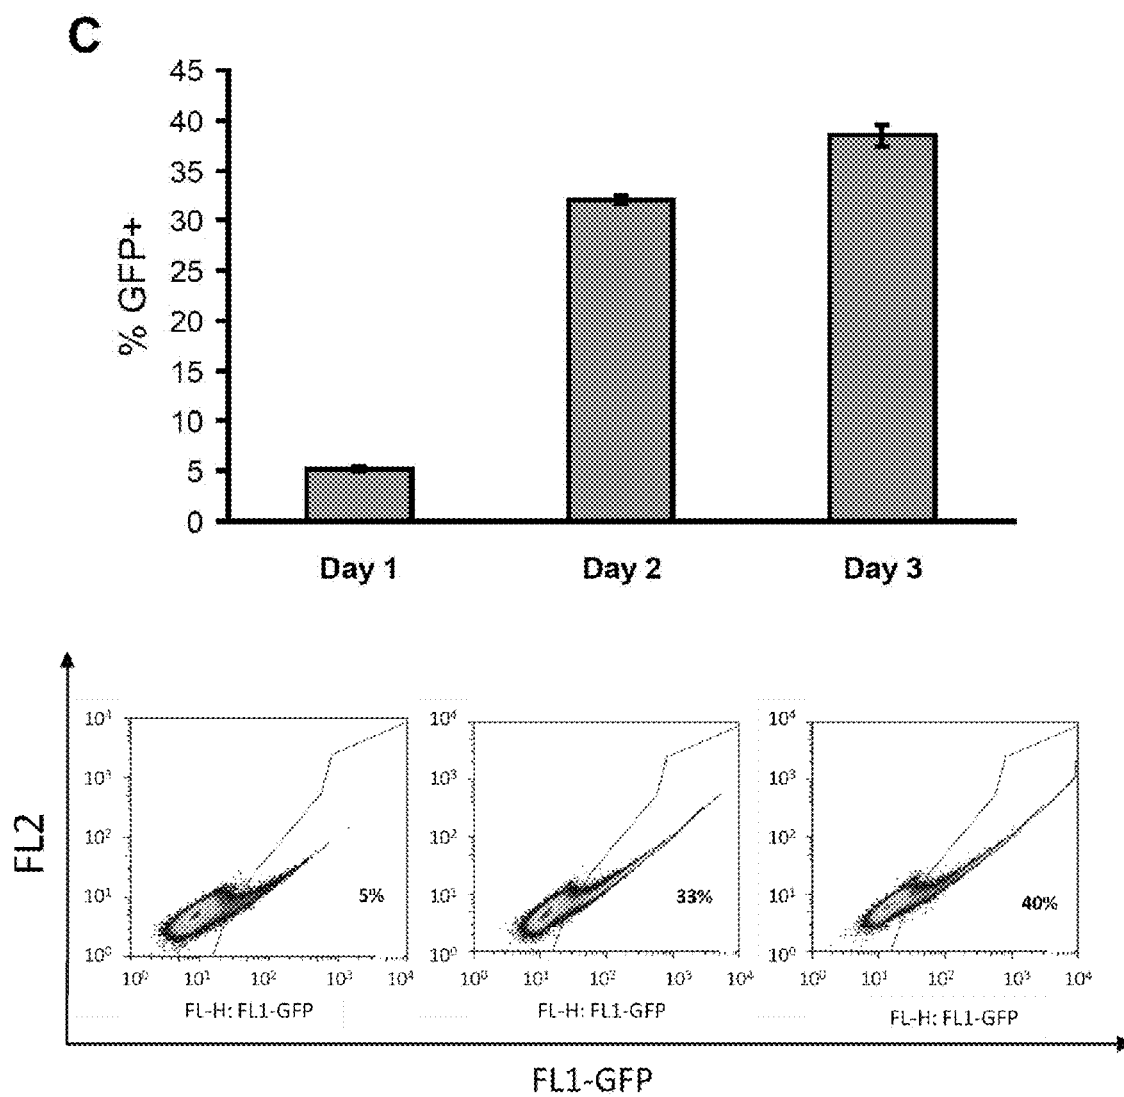 C
45
40
35
30
25
20
15
10
5
0
% GFP+
Day 1 Day 2 Day 3
FL2
10⁴ 10⁴ 10⁴
10³ 10³ 10³
10² 10² 10²
10¹ 10¹ 10¹
5% 33% 40%
10⁰ 10⁰ 10⁰
10⁰ 10¹ 10² 10³ 10⁴ 10⁰ 10¹ 10² 10³ 10⁴ 10⁰ 10¹ 10² 10³ 10⁴
FL-H: FL1-GFP FL-H: FL1-GFP FL-H: FL1-GFP
FL1-GFP